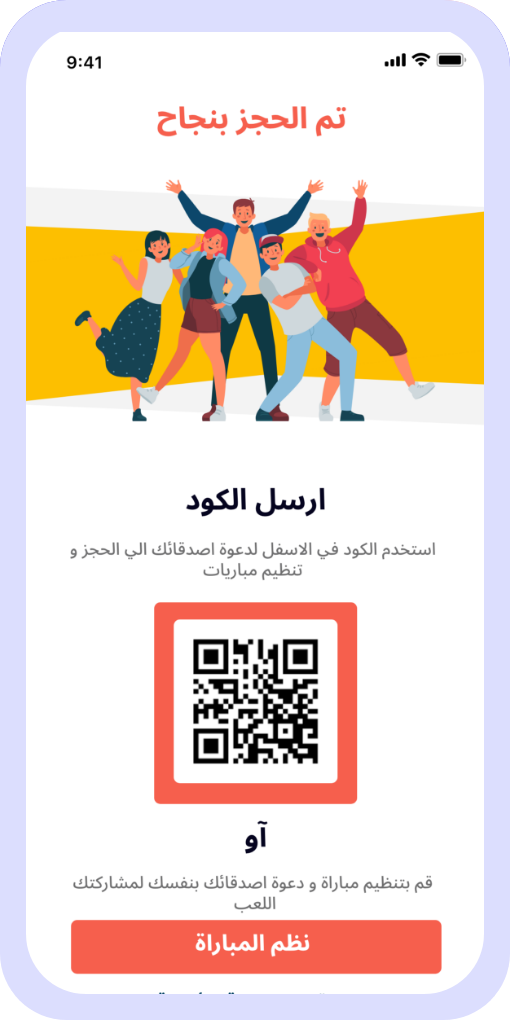 9:41
تم الحجز بنجاح
ارسل الكود
استخدم الكود في الاسفل لدعوة اصدقائك الي الحجز و
تنظيم مباريات
آو
قم بتنظيم مباراة و دعوة اصدقائك بنفسك لمشاركتك
اللعب
نظم المباراة